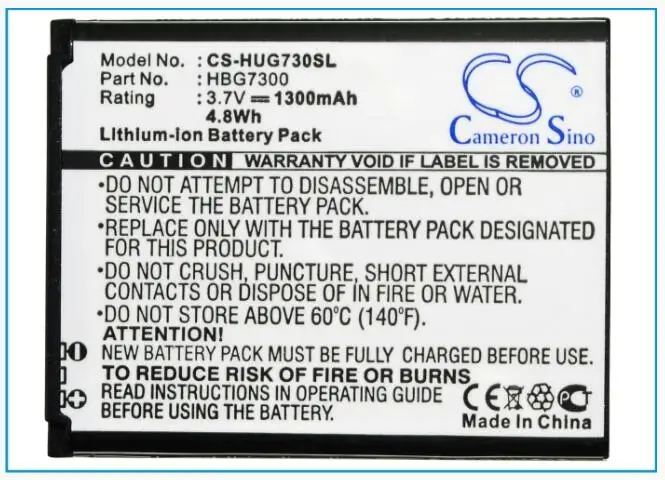 Model No. : CS-HUG730SL
Part No. : HBG7300
Rating : 3.7V ⎓ 1300mAh
4.8Wh
Lithium-ion Battery Pack
Cameron Sino ®
CAUTION WARRANTY VOID IF LABEL IS REMOVED
•DO NOT ATTEMPT TO DISASSEMBLE, OPEN OR
SERVICE THE BATTERY PACK.
•REPLACE ONLY WITH THE BATTERY PACK DESIGNATED
FOR THIS PRODUCT.
•DO NOT CRUSH, PUNCTURE, SHORT EXTERNAL
CONTACTS, OR DISPOSE OF IN FIRE OR WATER.
•DO NOT STORE ABOVE 60°C (140°F).
ATTENTION!
NEW BATTERY PACK MUST BE FULLY CHARGED BEFORE USE.
TO REDUCE RISK OF FIRE OR BURNS
READ INSTRUCTIONS IN OPERATING GUIDE
BEFORE USING BATTERY PACK.
CE PCT
Made In China